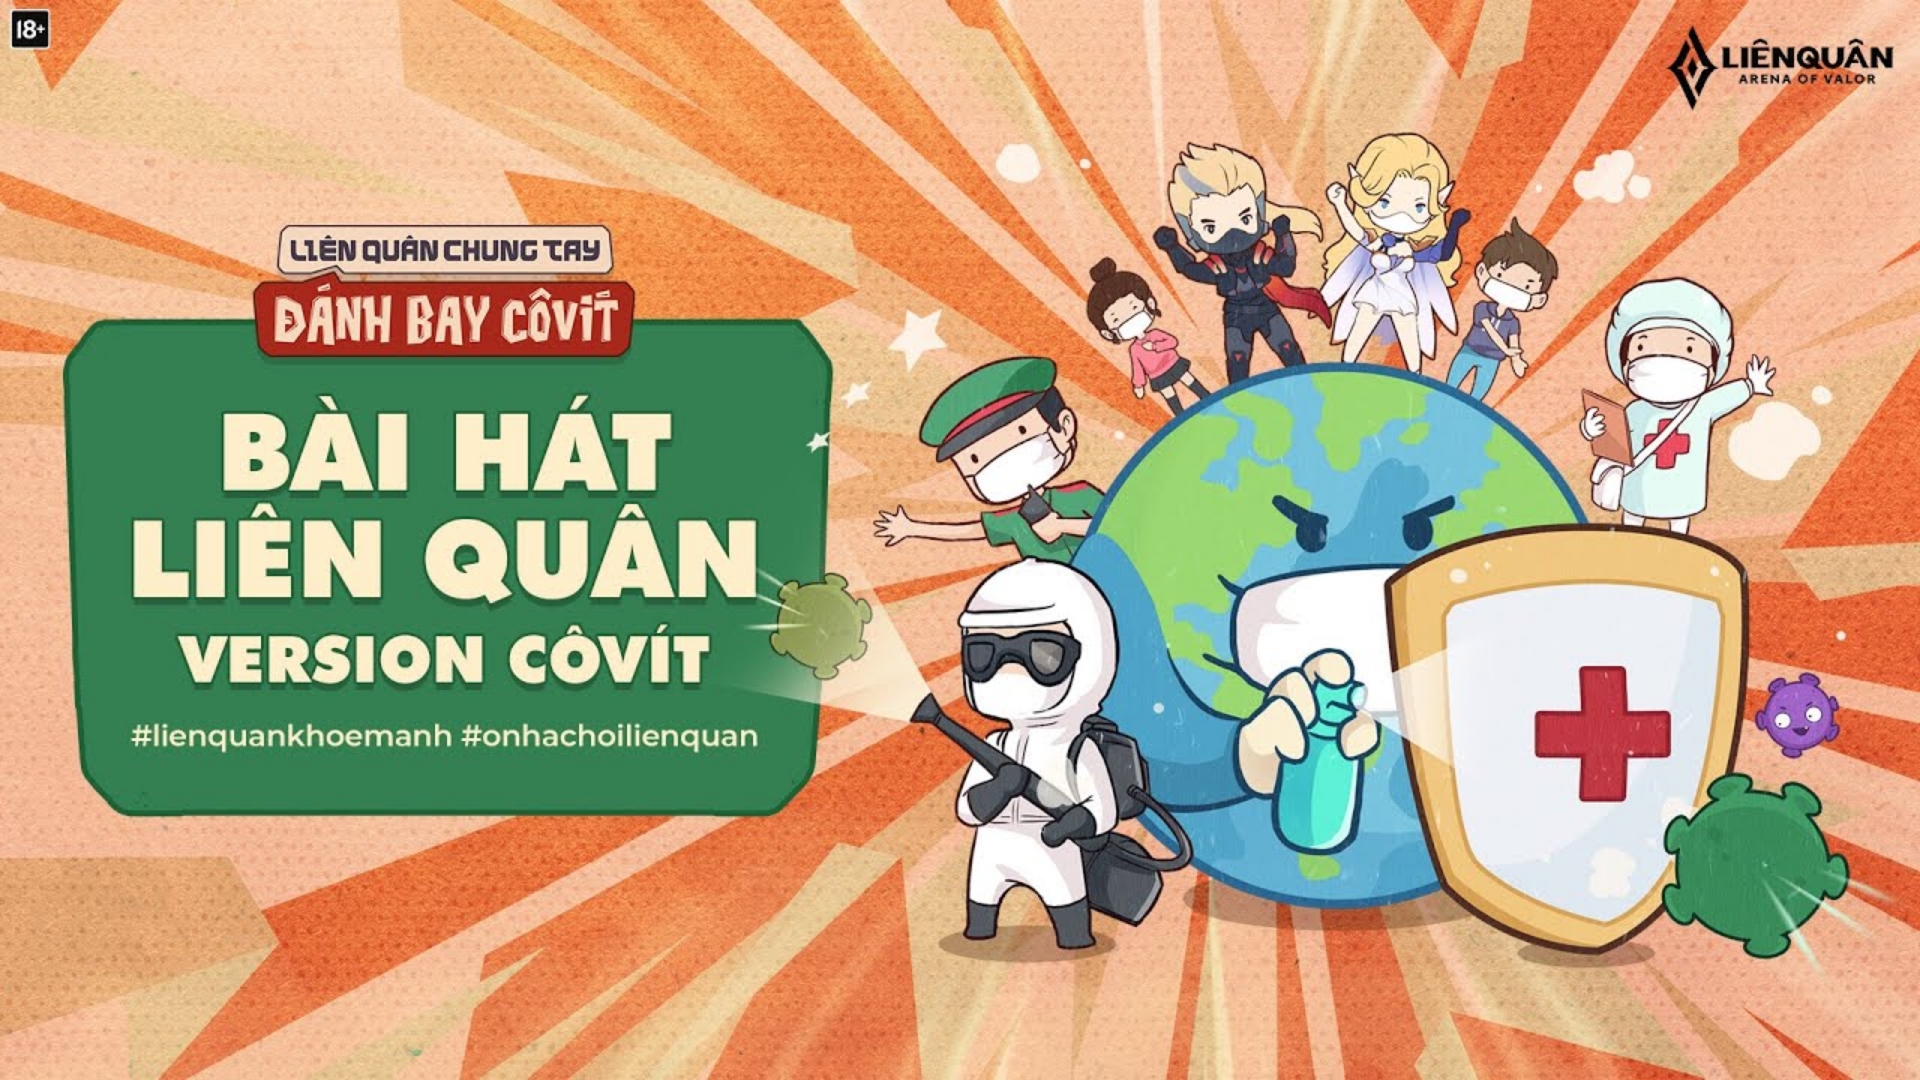 18+
LIÊNQUÂN
ARENA OF VALOR
LIÊN QUÂN CHUNG TAY
ĐÁNH BAY CÔVÍT
BÀI HÁT
LIÊN QUÂN
VERSION CÔVÍT
#lienquankhoemanh #onhachoilienquan